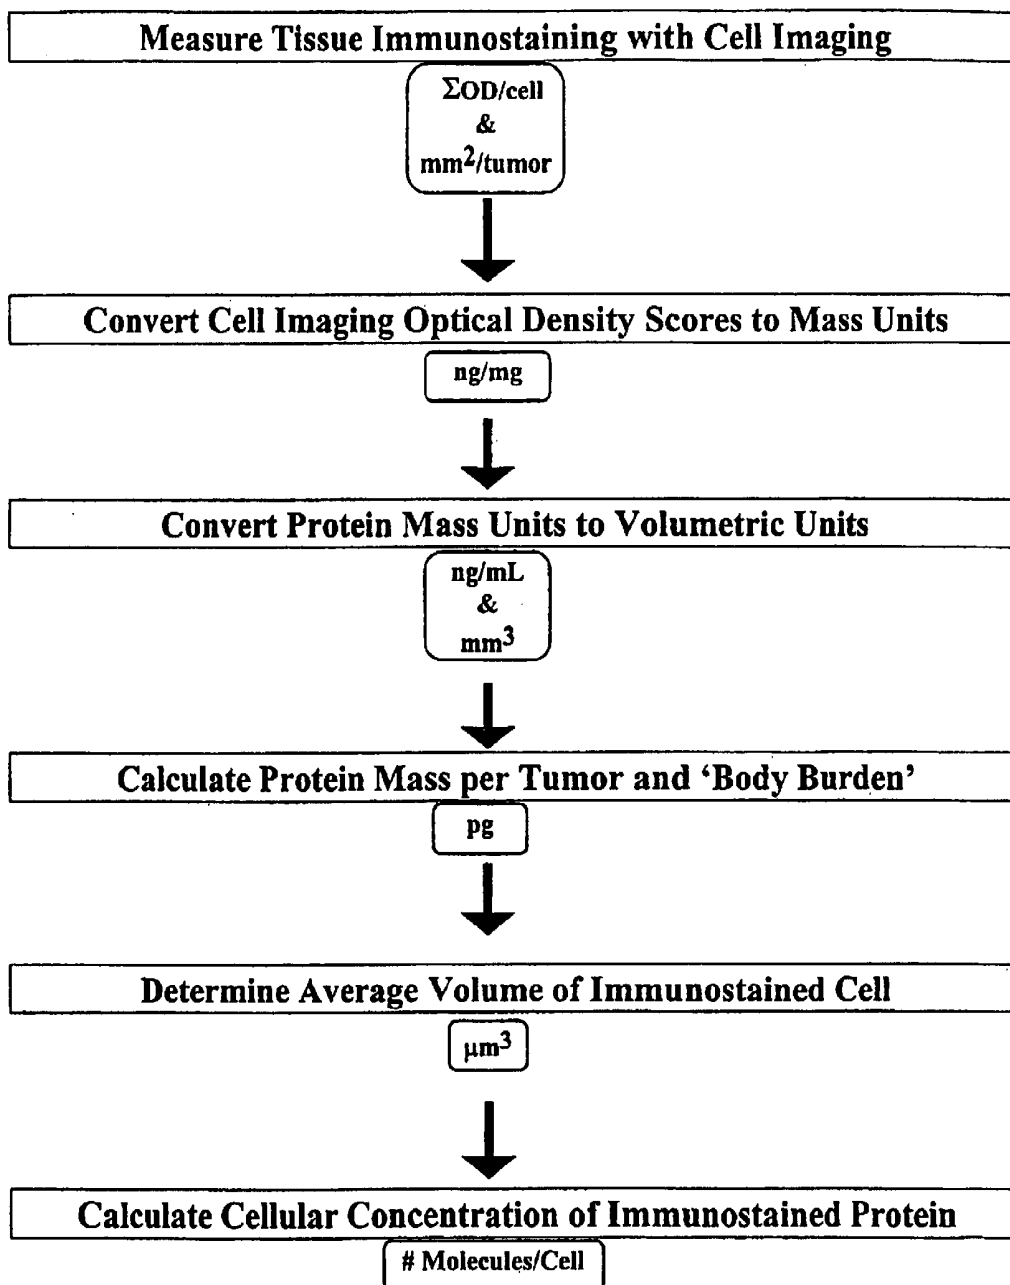 Measure Tissue Immunostaining with Cell Imaging
ΣOD/cell
&
mm²/tumor
Convert Cell Imaging Optical Density Scores to Mass Units
ng/mg
Convert Protein Mass Units to Volumetric Units
ng/mL
&
mm³
Calculate Protein Mass per Tumor and ‘Body Burden’
pg
Determine Average Volume of Immunostained Cell
μm³
Calculate Cellular Concentration of Immunostained Protein
# Molecules/Cell